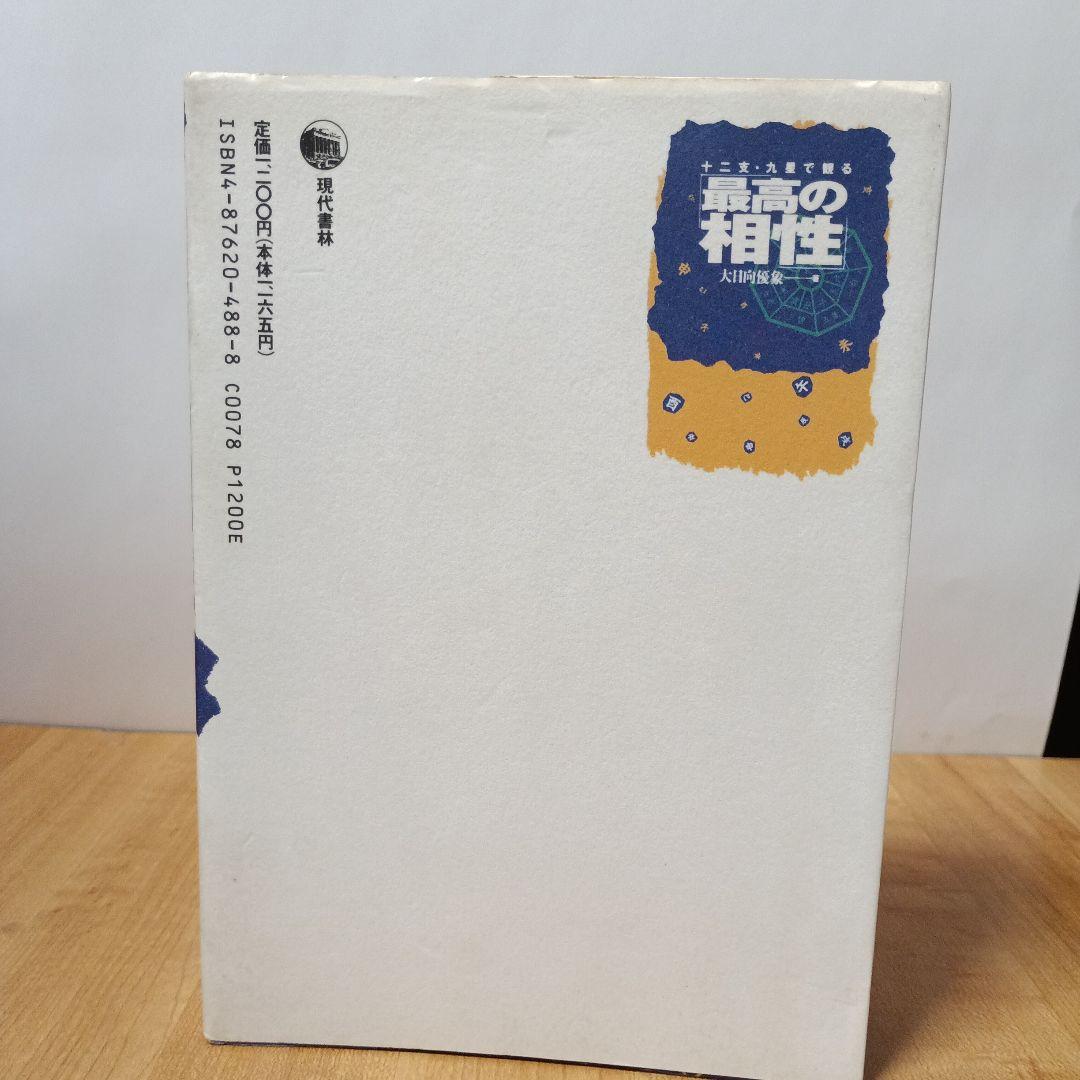 十二支・九星で観る
「最高の
相性」
大日向優象──著
現代書林
定価1,200円(本体1,165円)
ISBN4-87620-488-8 C0078 P1200E
酉